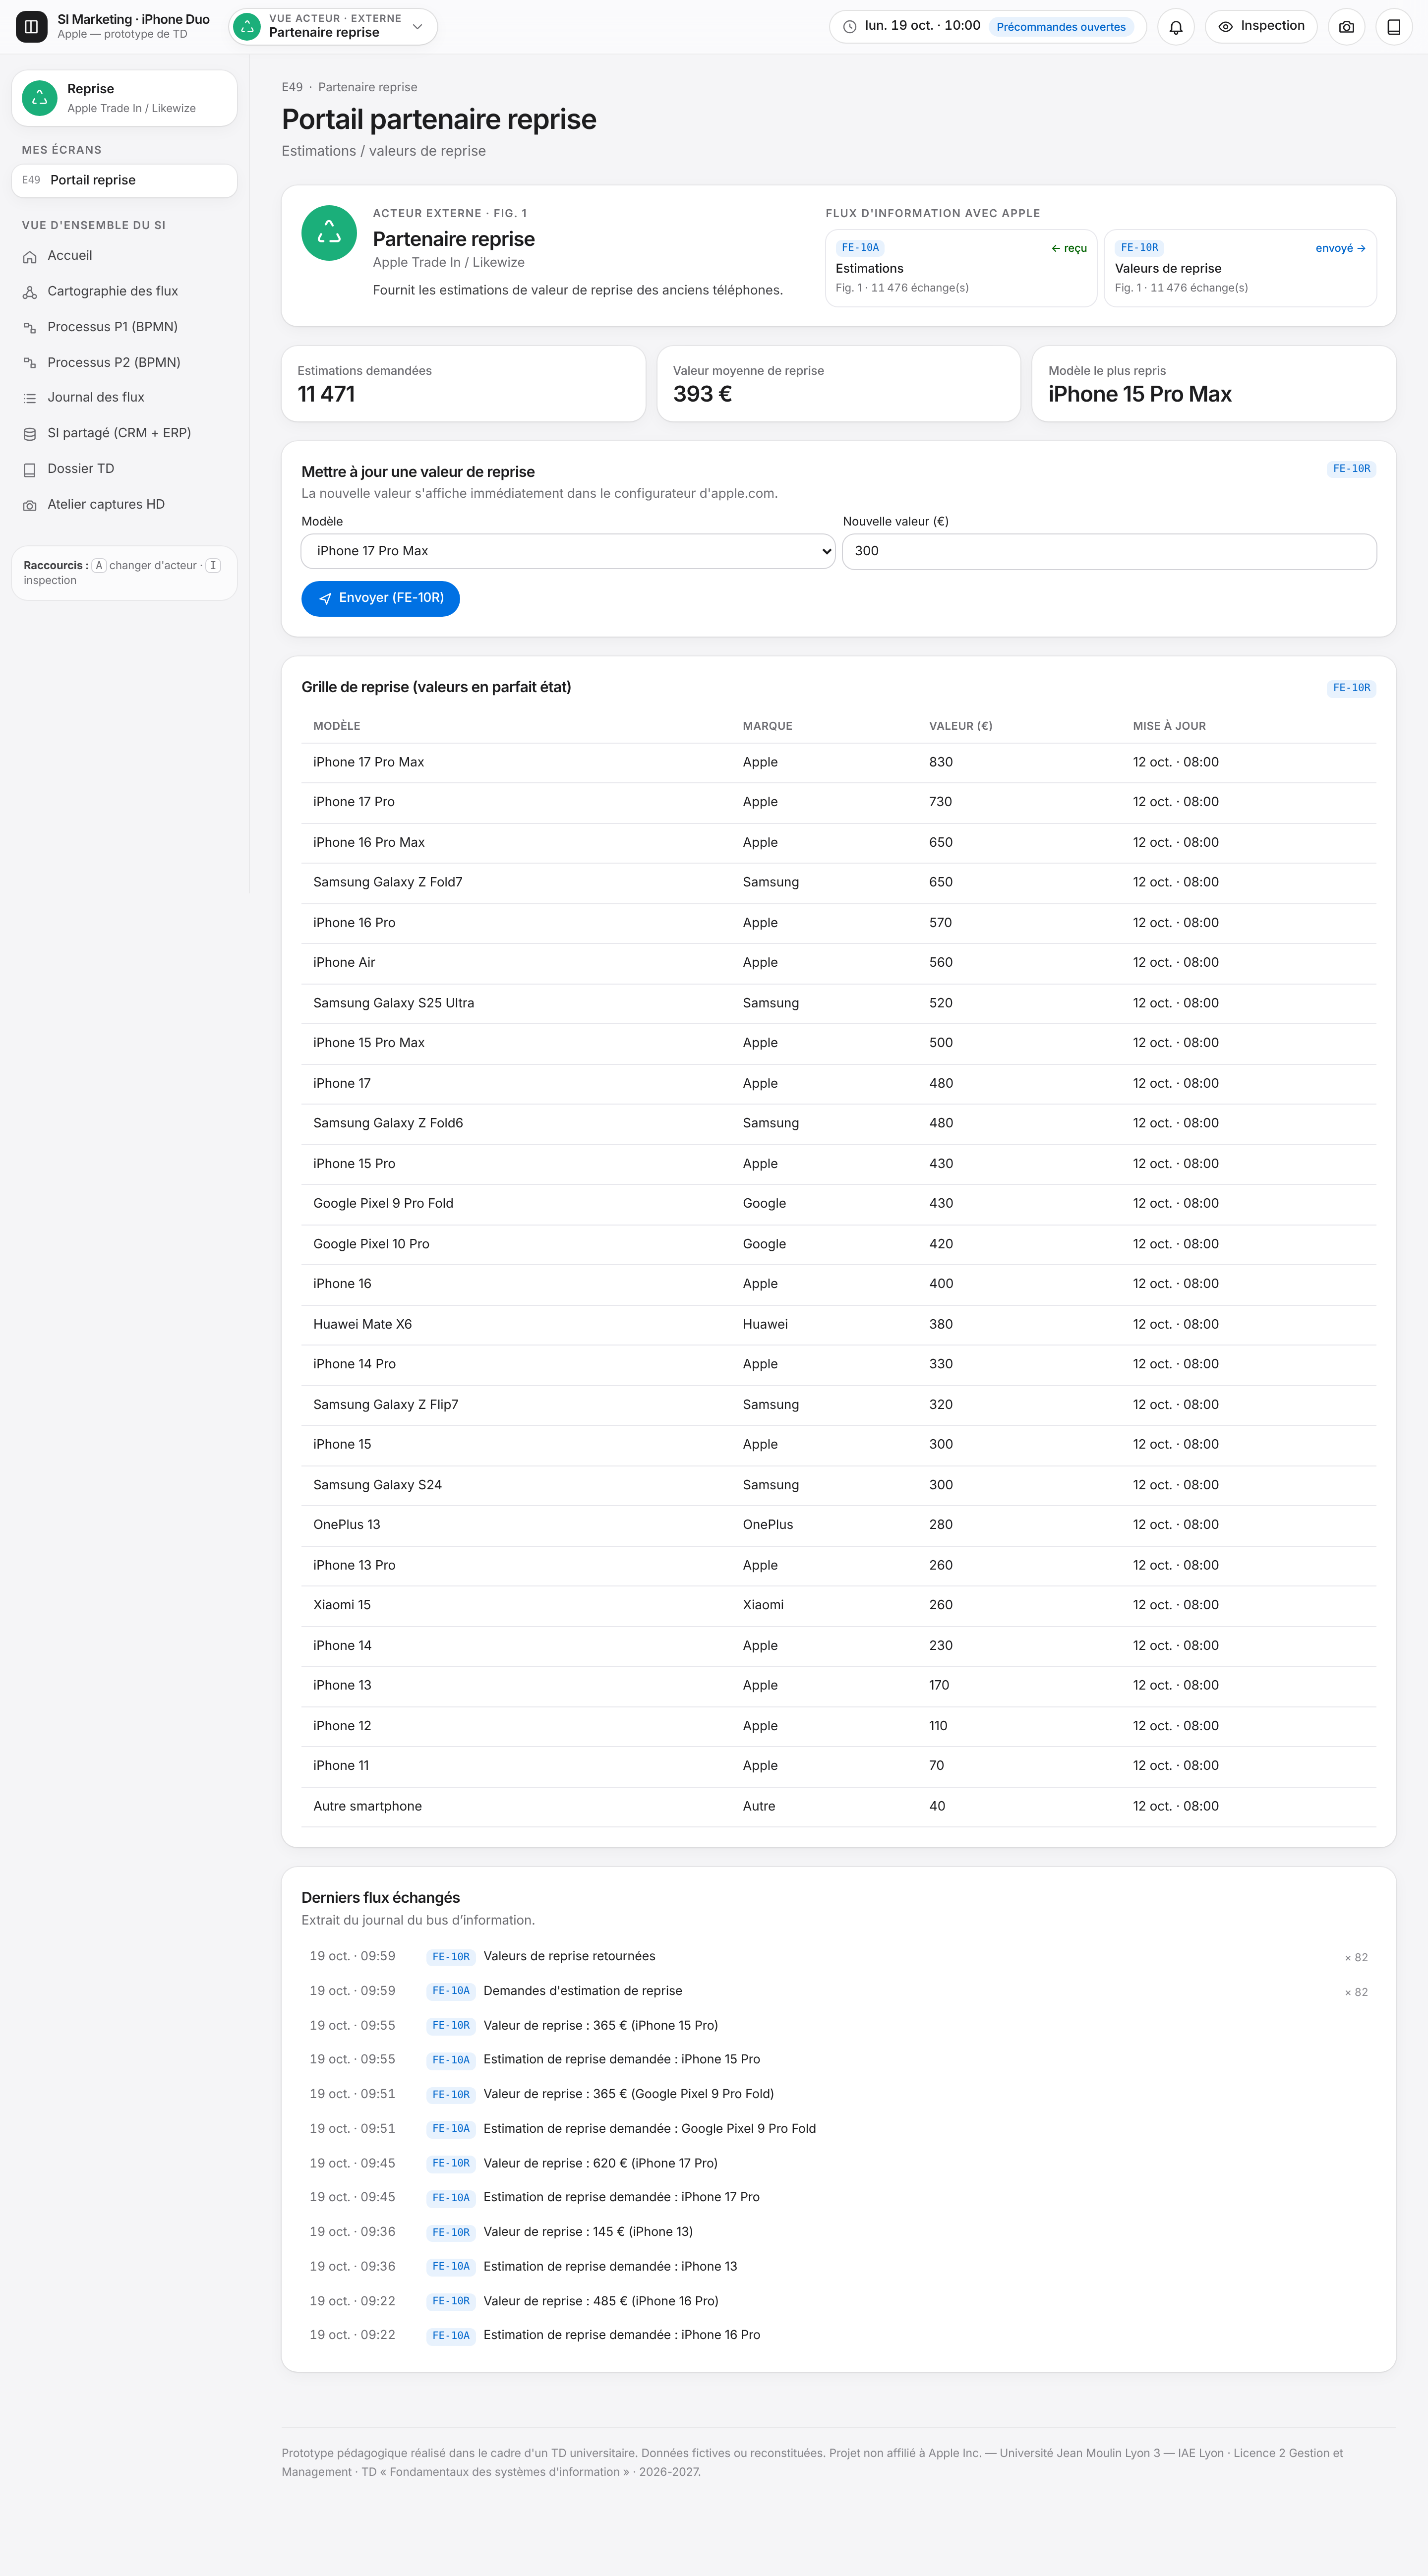 SI Marketing · iPhone Duo
Apple — prototype de TD
VUE ACTEUR · EXTERNE
Partenaire reprise
lun. 19 oct. · 10:00
Précommandes ouvertes
Inspection
Reprise
Apple Trade In / Likewize
MES ÉCRANS
E49 Portail reprise
VUE D'ENSEMBLE DU SI
Accueil
Cartographie des flux
Processus P1 (BPMN)
Processus P2 (BPMN)
Journal des flux
SI partagé (CRM + ERP)
Dossier TD
Atelier captures HD
Raccourcis : A changer d'acteur · I
inspection
E49 · Partenaire reprise
Portail partenaire reprise
Estimations / valeurs de reprise
ACTEUR EXTERNE · FIG. 1
Partenaire reprise
Apple Trade In / Likewize
Fournit les estimations de valeur de reprise des anciens téléphones.
FLUX D'INFORMATION AVEC APPLE
FE-10A ← reçu
Estimations
Fig. 1 · 11 476 échange(s)
FE-10R envoyé →
Valeurs de reprise
Fig. 1 · 11 476 échange(s)
Estimations demandées
11 471
Valeur moyenne de reprise
393 €
Modèle le plus repris
iPhone 15 Pro Max
Mettre à jour une valeur de reprise FE-10R
La nouvelle valeur s'affiche immédiatement dans le configurateur d'apple.com.
Modèle Nouvelle valeur (€)
iPhone 17 Pro Max 300
Envoyer (FE-10R)
Grille de reprise (valeurs en parfait état) FE-10R
MODÈLE MARQUE VALEUR (€) MISE À JOUR
iPhone 17 Pro Max Apple 830 12 oct. · 08:00
iPhone 17 Pro Apple 730 12 oct. · 08:00
iPhone 16 Pro Max Apple 650 12 oct. · 08:00
Samsung Galaxy Z Fold7 Samsung 650 12 oct. · 08:00
iPhone 16 Pro Apple 570 12 oct. · 08:00
iPhone Air Apple 560 12 oct. · 08:00
Samsung Galaxy S25 Ultra Samsung 520 12 oct. · 08:00
iPhone 15 Pro Max Apple 500 12 oct. · 08:00
iPhone 17 Apple 480 12 oct. · 08:00
Samsung Galaxy Z Fold6 Samsung 480 12 oct. · 08:00
iPhone 15 Pro Apple 430 12 oct. · 08:00
Google Pixel 9 Pro Fold Google 430 12 oct. · 08:00
Google Pixel 10 Pro Google 420 12 oct. · 08:00
iPhone 16 Apple 400 12 oct. · 08:00
Huawei Mate X6 Huawei 380 12 oct. · 08:00
iPhone 14 Pro Apple 330 12 oct. · 08:00
Samsung Galaxy Z Flip7 Samsung 320 12 oct. · 08:00
iPhone 15 Apple 300 12 oct. · 08:00
Samsung Galaxy S24 Samsung 300 12 oct. · 08:00
OnePlus 13 OnePlus 280 12 oct. · 08:00
iPhone 13 Pro Apple 260 12 oct. · 08:00
Xiaomi 15 Xiaomi 260 12 oct. · 08:00
iPhone 14 Apple 230 12 oct. · 08:00
iPhone 13 Apple 170 12 oct. · 08:00
iPhone 12 Apple 110 12 oct. · 08:00
iPhone 11 Apple 70 12 oct. · 08:00
Autre smartphone Autre 40 12 oct. · 08:00
Derniers flux échangés
Extrait du journal du bus d'information.
19 oct. · 09:59 FE-10R Valeurs de reprise retournées × 82
19 oct. · 09:59 FE-10A Demandes d'estimation de reprise × 82
19 oct. · 09:55 FE-10R Valeur de reprise : 365 € (iPhone 15 Pro)
19 oct. · 09:55 FE-10A Estimation de reprise demandée : iPhone 15 Pro
19 oct. · 09:51 FE-10R Valeur de reprise : 365 € (Google Pixel 9 Pro Fold)
19 oct. · 09:51 FE-10A Estimation de reprise demandée : Google Pixel 9 Pro Fold
19 oct. · 09:45 FE-10R Valeur de reprise : 620 € (iPhone 17 Pro)
19 oct. · 09:45 FE-10A Estimation de reprise demandée : iPhone 17 Pro
19 oct. · 09:36 FE-10R Valeur de reprise : 145 € (iPhone 13)
19 oct. · 09:36 FE-10A Estimation de reprise demandée : iPhone 13
19 oct. · 09:22 FE-10R Valeur de reprise : 485 € (iPhone 16 Pro)
19 oct. · 09:22 FE-10A Estimation de reprise demandée : iPhone 16 Pro
Prototype pédagogique réalisé dans le cadre d'un TD universitaire. Données fictives ou reconstituées. Projet non affilié à Apple Inc. — Université Jean Moulin Lyon 3 — IAE Lyon · Licence 2 Gestion et
Management · TD « Fondamentaux des systèmes d'information » · 2026-2027.